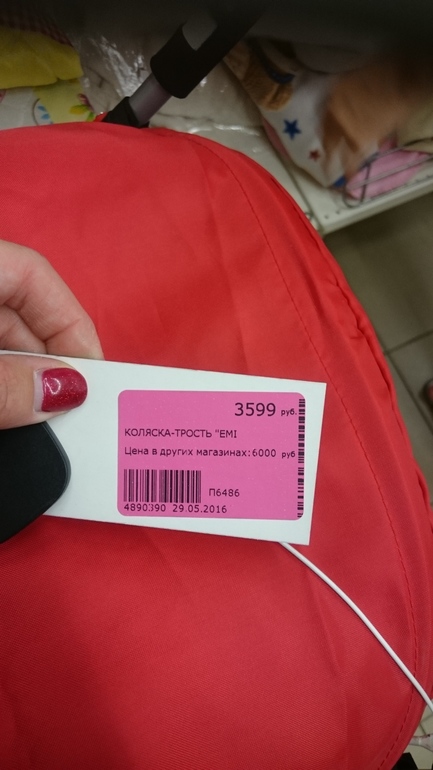 3599 руб.
КОЛЯСКА-ТРОСТЬ "EMI
Цена в других магазинах:6000 руб
П6486
4890390 29.05.2016